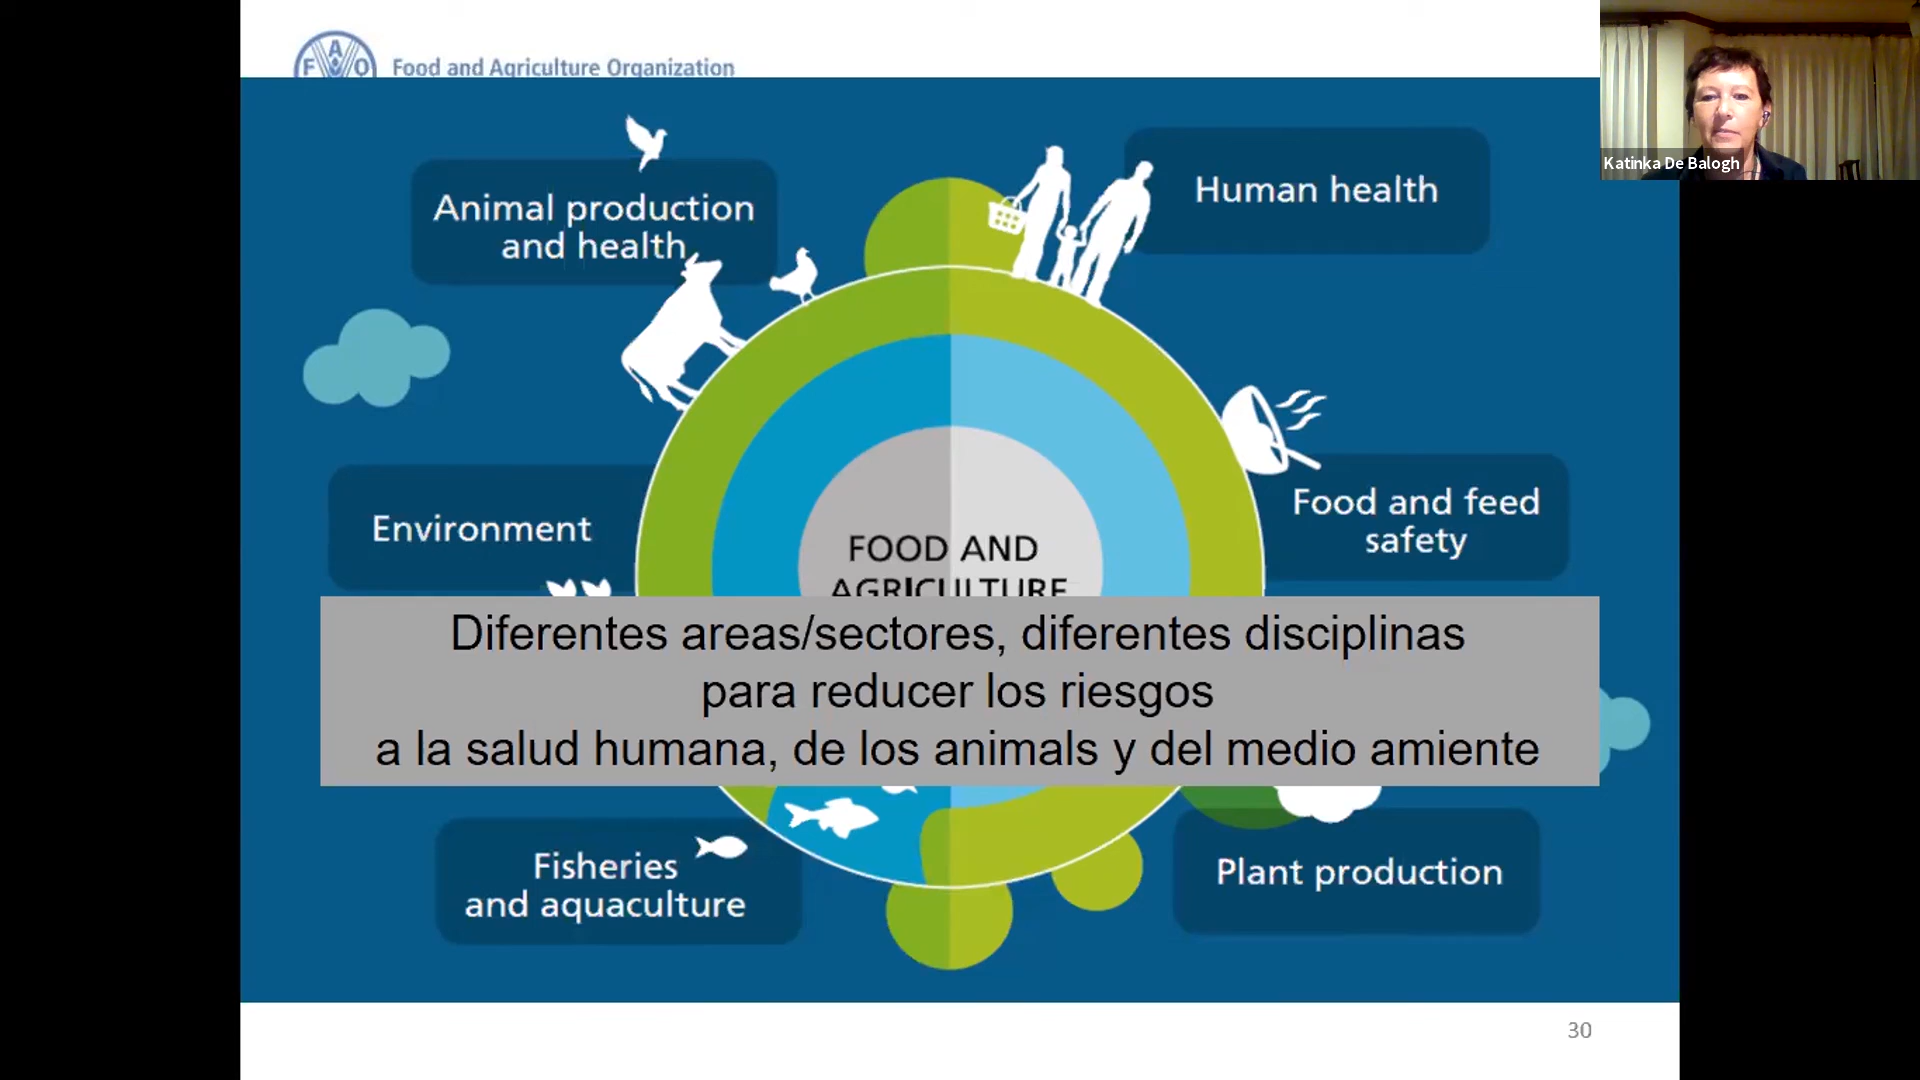 FAO Food and Agriculture Organization
Katinka De Balogh
Animal production
and health
Human health
Environment
Food and feed
safety
FOOD AND
AGRICULTURE
Diferentes areas/sectores, diferentes disciplinas
para reducer los riesgos
a la salud humana, de los animals y del medio amiente
Fisheries
and aquaculture
Plant production
30